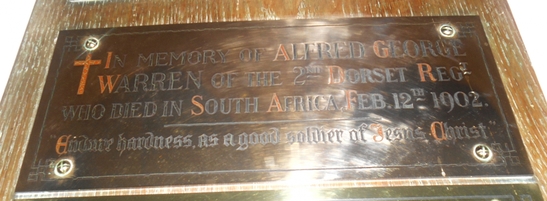 IN MEMORY OF ALFRED GEORGE
WARREN OF THE 2ND DORSET REGT
WHO DIED IN SOUTH AFRICA. FEB. 12TH 1902.
"Endure hardness, as a good soldier of Jesus Christ."